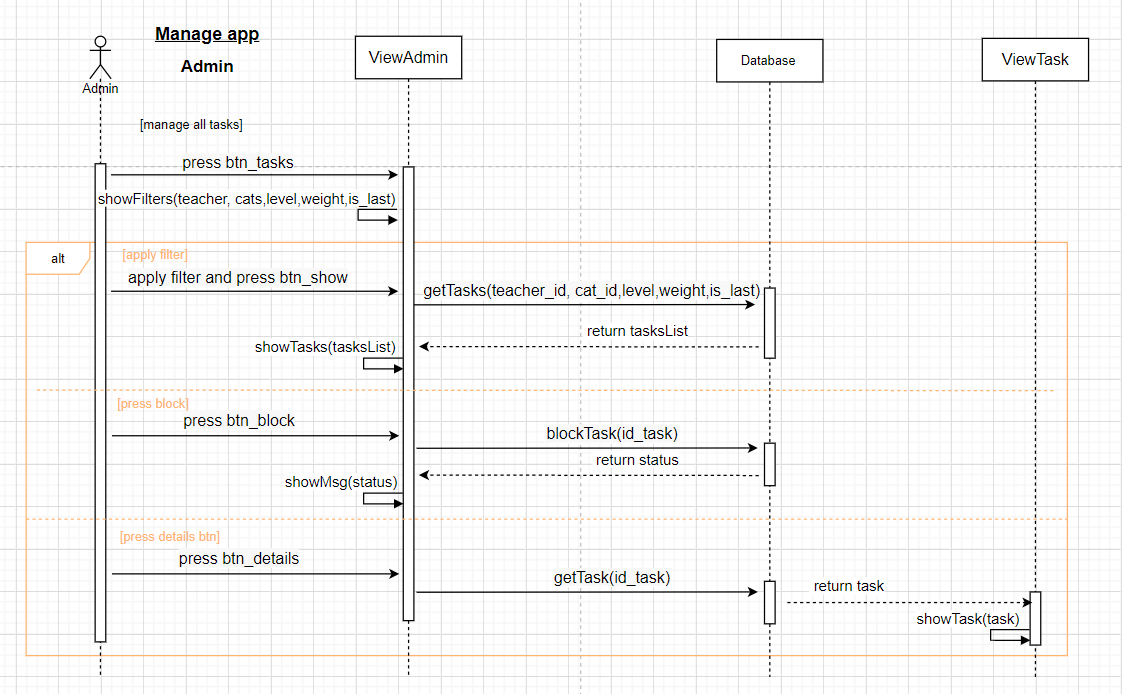 Manage app
Admin
ViewAdmin
Database
ViewTask
Admin
[manage all tasks]
press btn_tasks
showFilters(teacher, cats,level,weight,is_last)
alt
[apply filter]
apply filter and press btn_show
getTasks(teacher_id, cat_id,level,weight,is_last)
return tasksList
showTasks(tasksList)
[press block]
press btn_block
blockTask(id_task)
return status
showMsg(status)
[press details btn]
press btn_details
getTask(id_task)
return task
showTask(task)